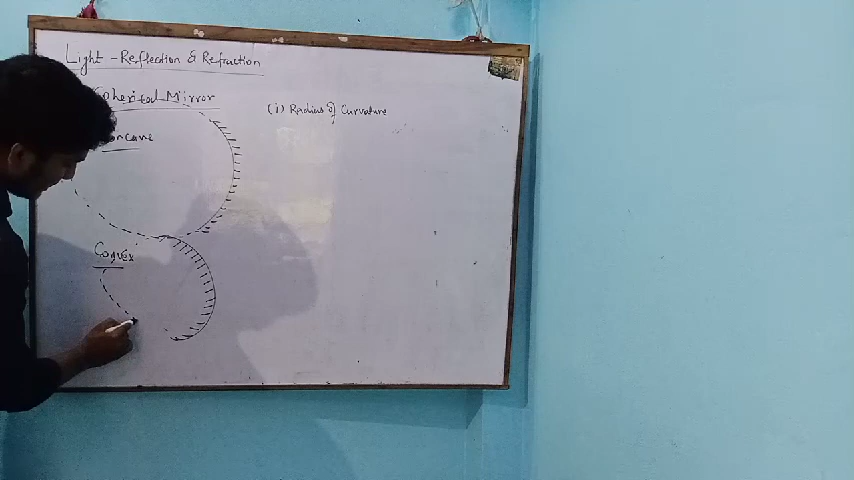 Light - Reflection & Refraction
Spherical Mirror
(i) Radius of Curvature
Concave
Convex